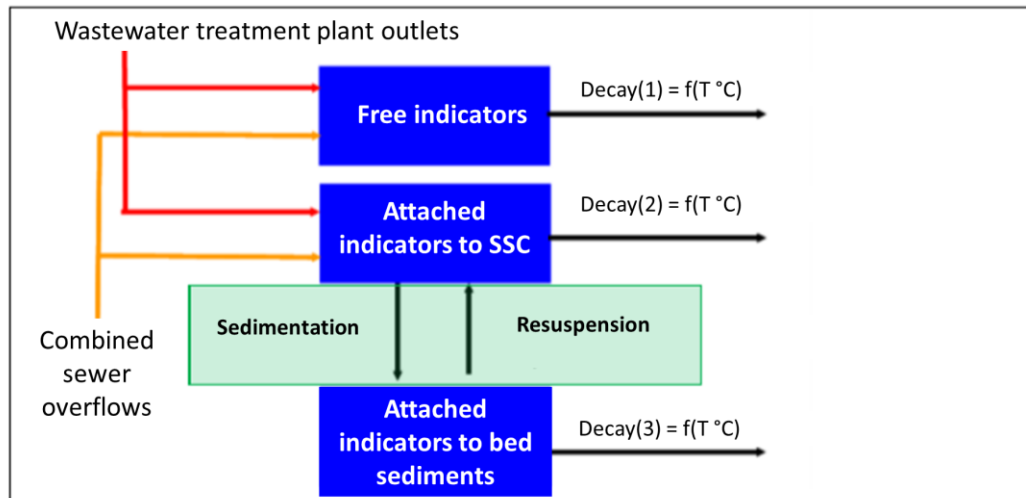 Wastewater treatment plant outlets
Free indicators
Decay(1) = f(T °C)
Attached
indicators to SSC
Decay(2) = f(T °C)
Sedimentation
Resuspension
Combined
sewer
overflows
Attached
indicators to bed
sediments
Decay(3) = f(T °C)